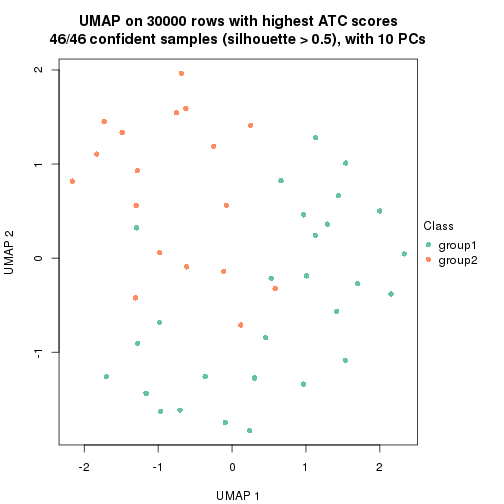 UMAP on 30000 rows with highest ATC scores
46/46 confident samples (silhouette > 0.5), with 10 PCs
2
1
0
-1
UMAP 2
-2
-1
0
1
2
UMAP 1
Class
group1
group2